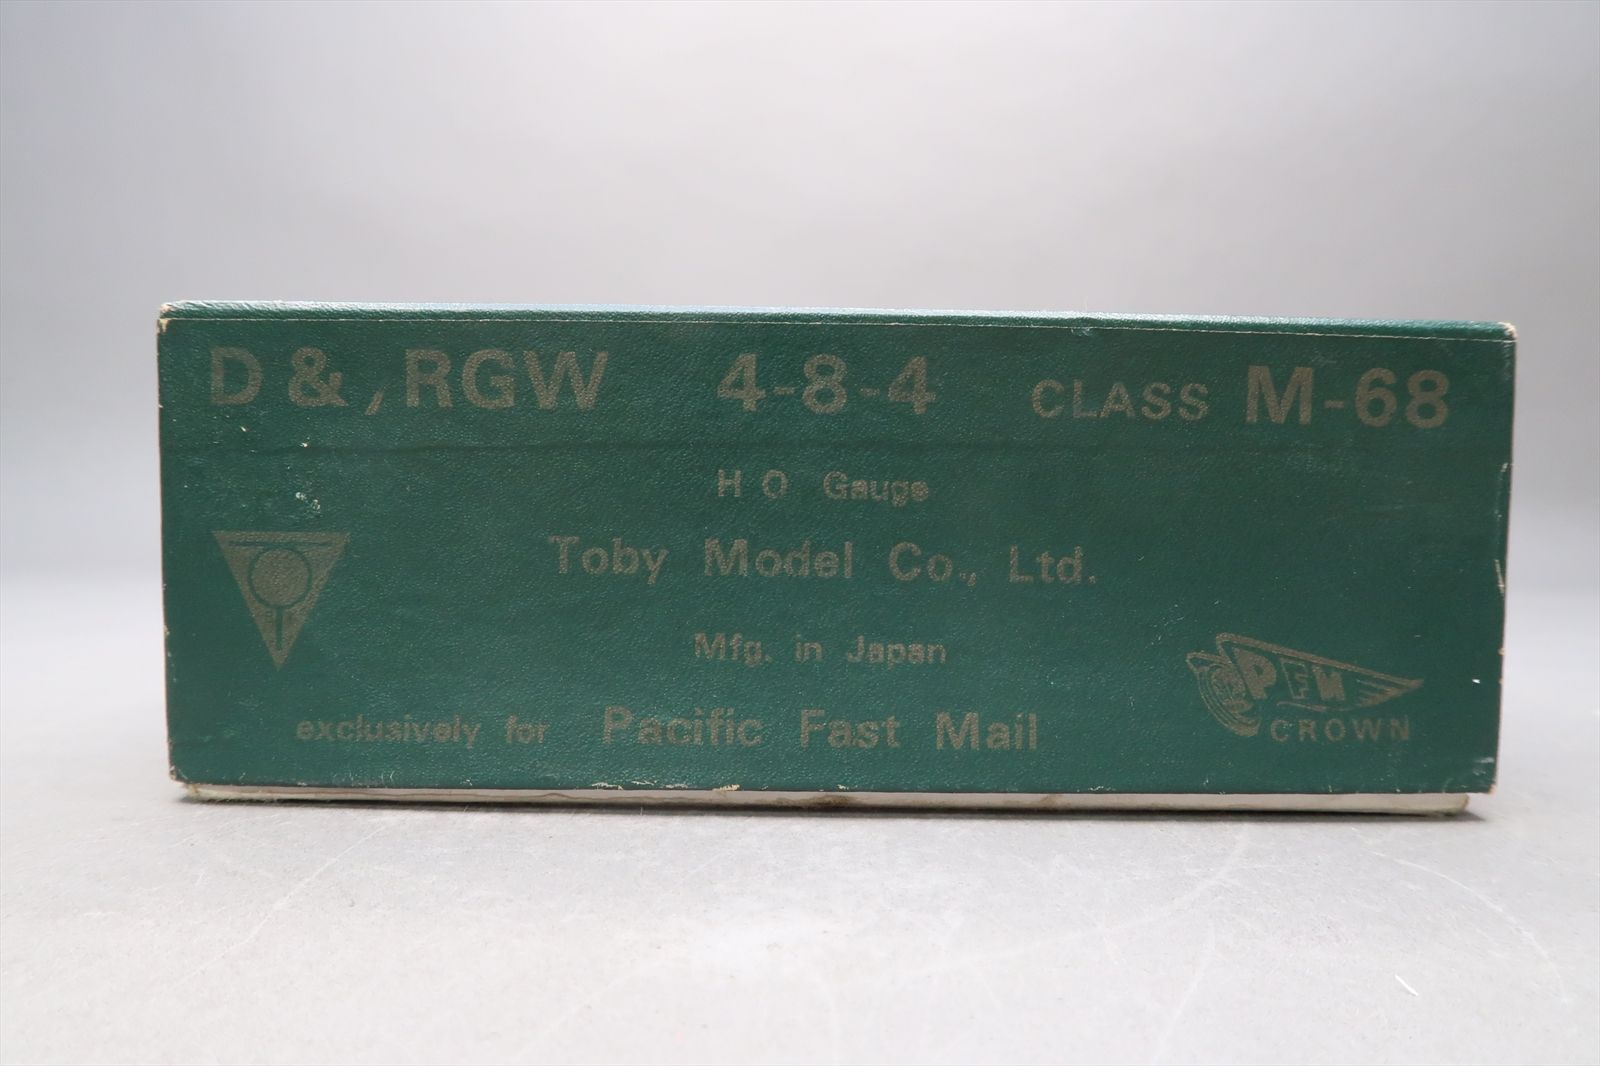 D&,RGW 4-8-4 CLASS M-68
HO Gauge
Toby Model Co., Ltd.
Mfg. in Japan
exclusively for Pacific Fast Mail
PFM
CROWN